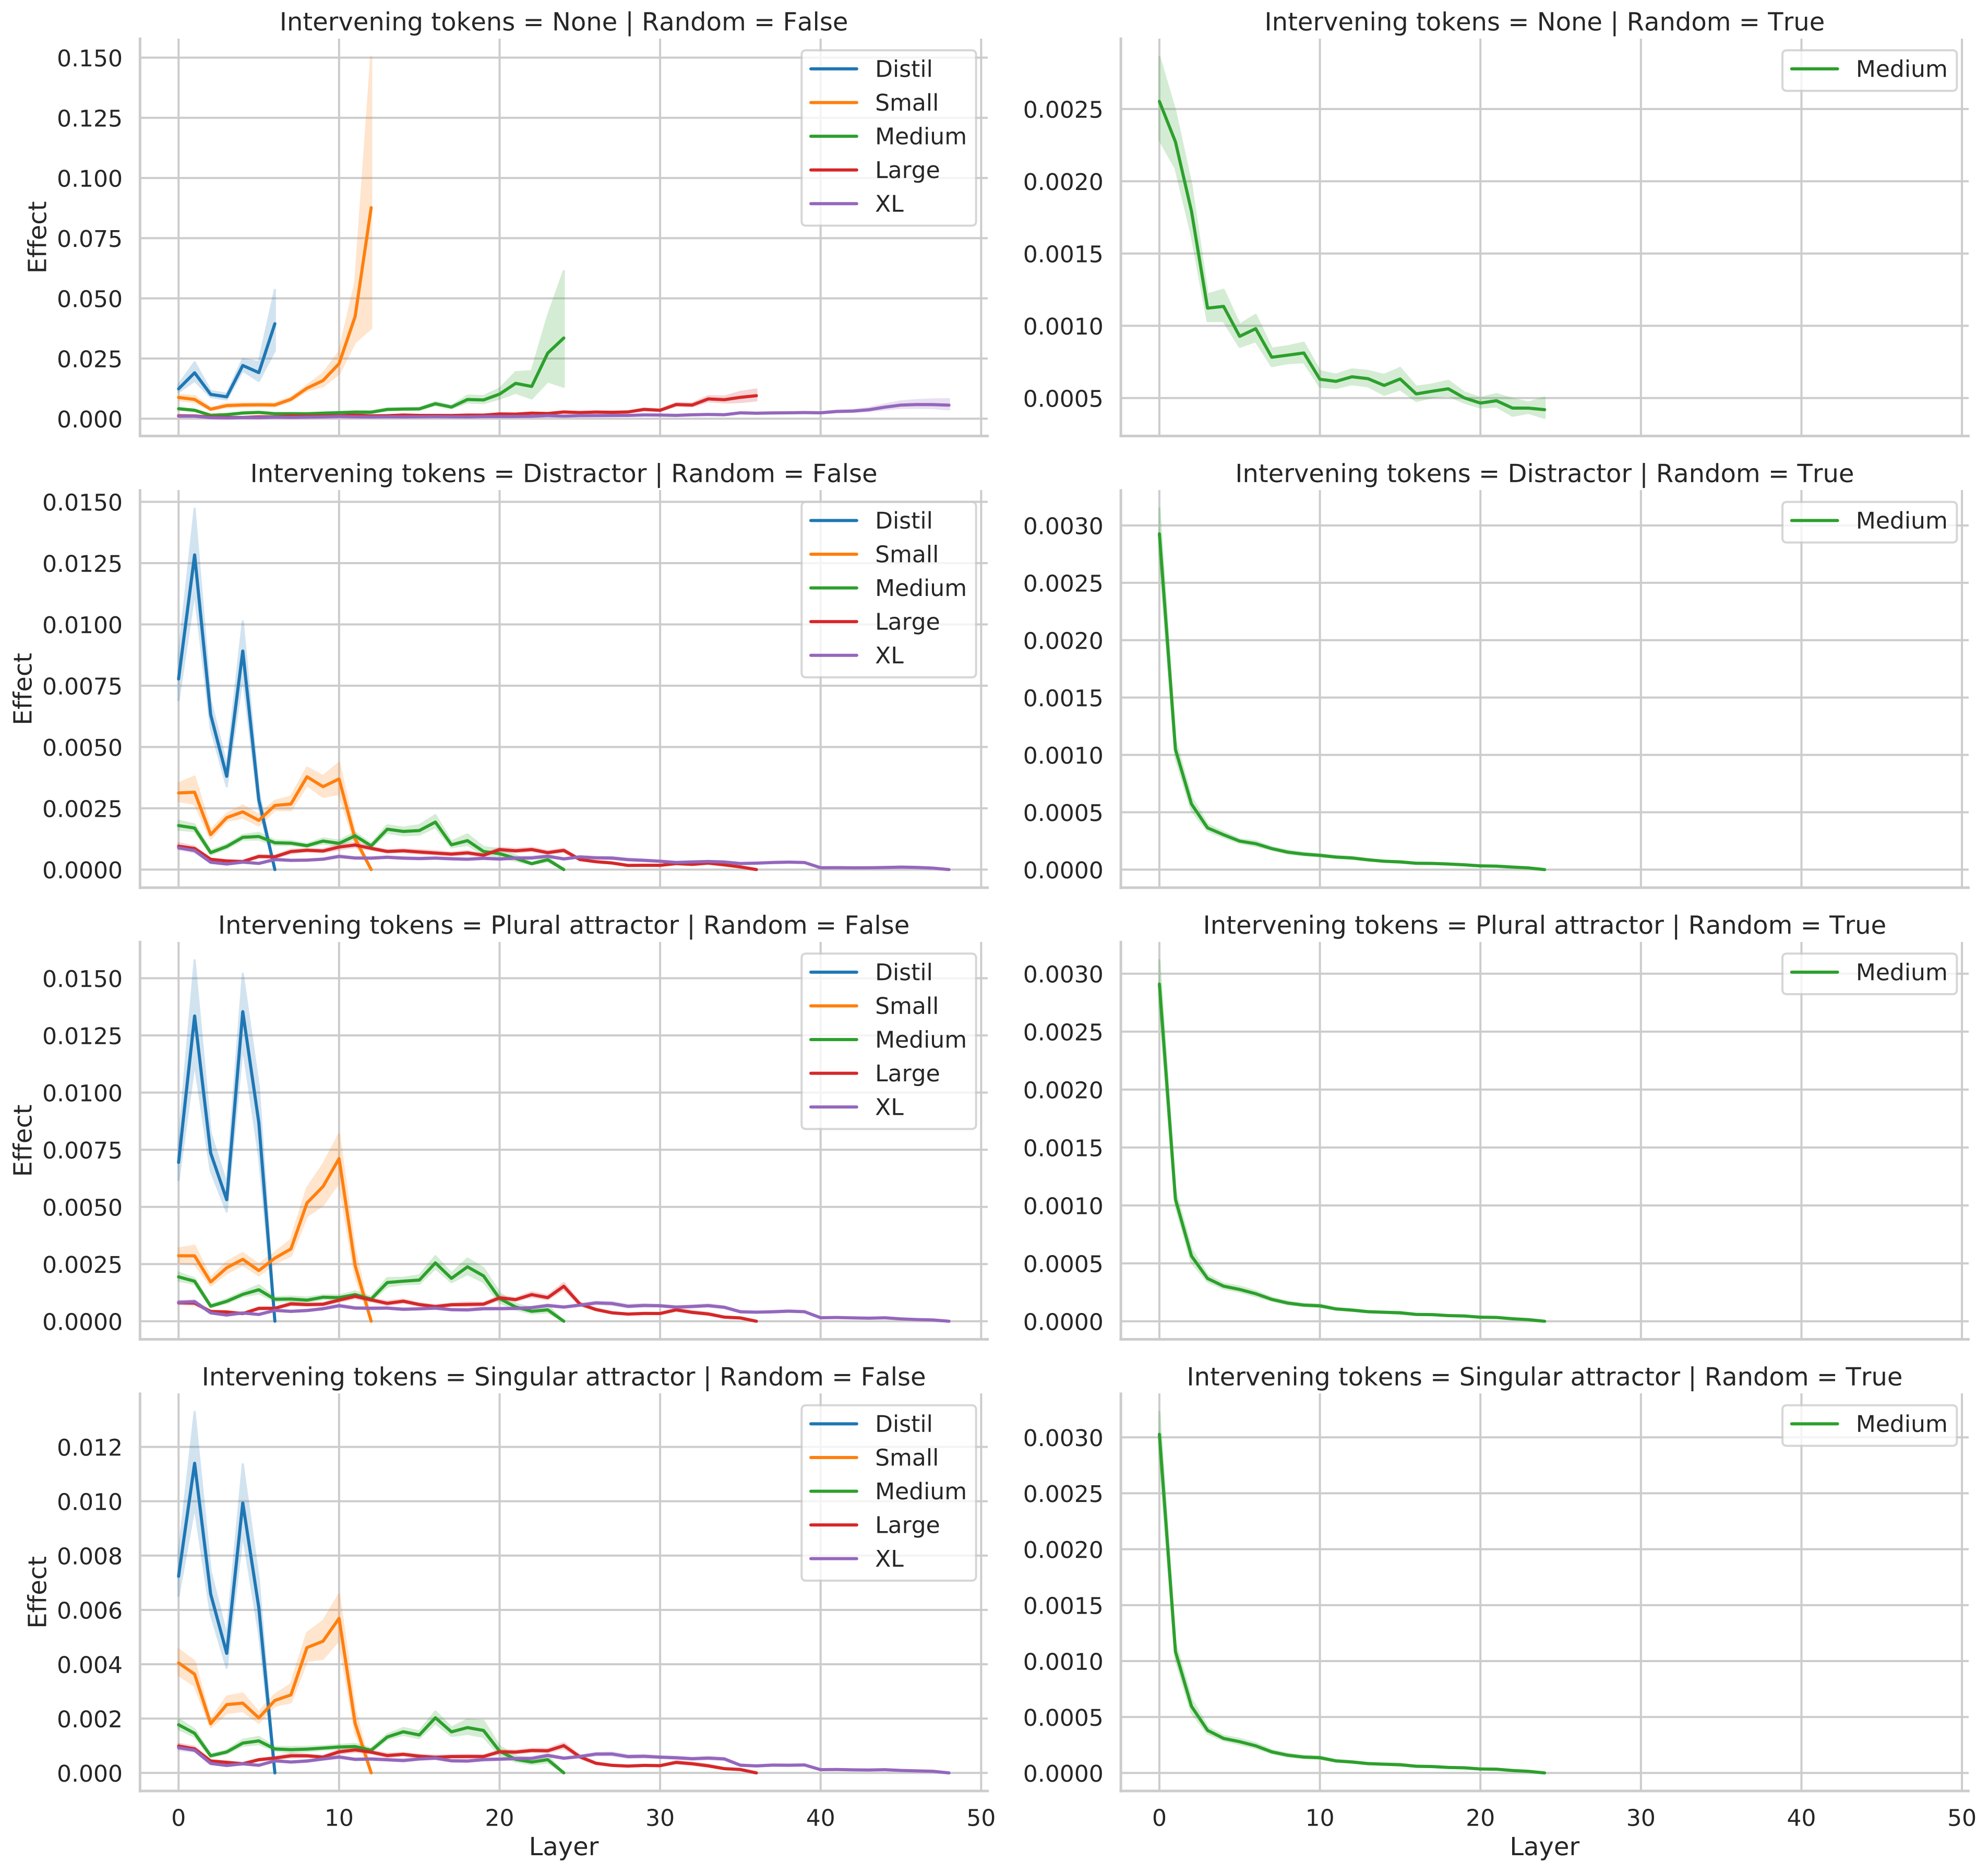 Intervening tokens = None | Random = False
Effect
0.150
0.125
0.100
0.075
0.050
0.025
0.000
Distil
Small
Medium
Large
XL
Intervening tokens = None | Random = True
0.0025
0.0020
0.0015
0.0010
0.0005
Medium
Intervening tokens = Distractor | Random = False
Effect
0.0150
0.0125
0.0100
0.0075
0.0050
0.0025
0.0000
Distil
Small
Medium
Large
XL
Intervening tokens = Distractor | Random = True
0.0030
0.0025
0.0020
0.0015
0.0010
0.0005
0.0000
Medium
Intervening tokens = Plural attractor | Random = False
Effect
0.0150
0.0125
0.0100
0.0075
0.0050
0.0025
0.0000
Distil
Small
Medium
Large
XL
Intervening tokens = Plural attractor | Random = True
0.0030
0.0025
0.0020
0.0015
0.0010
0.0005
0.0000
Medium
Intervening tokens = Singular attractor | Random = False
Effect
0.012
0.010
0.008
0.006
0.004
0.002
0.000
Distil
Small
Medium
Large
XL
0 10 20 30 40 50
Layer
Intervening tokens = Singular attractor | Random = True
0.0030
0.0025
0.0020
0.0015
0.0010
0.0005
0.0000
Medium
0 10 20 30 40 50
Layer